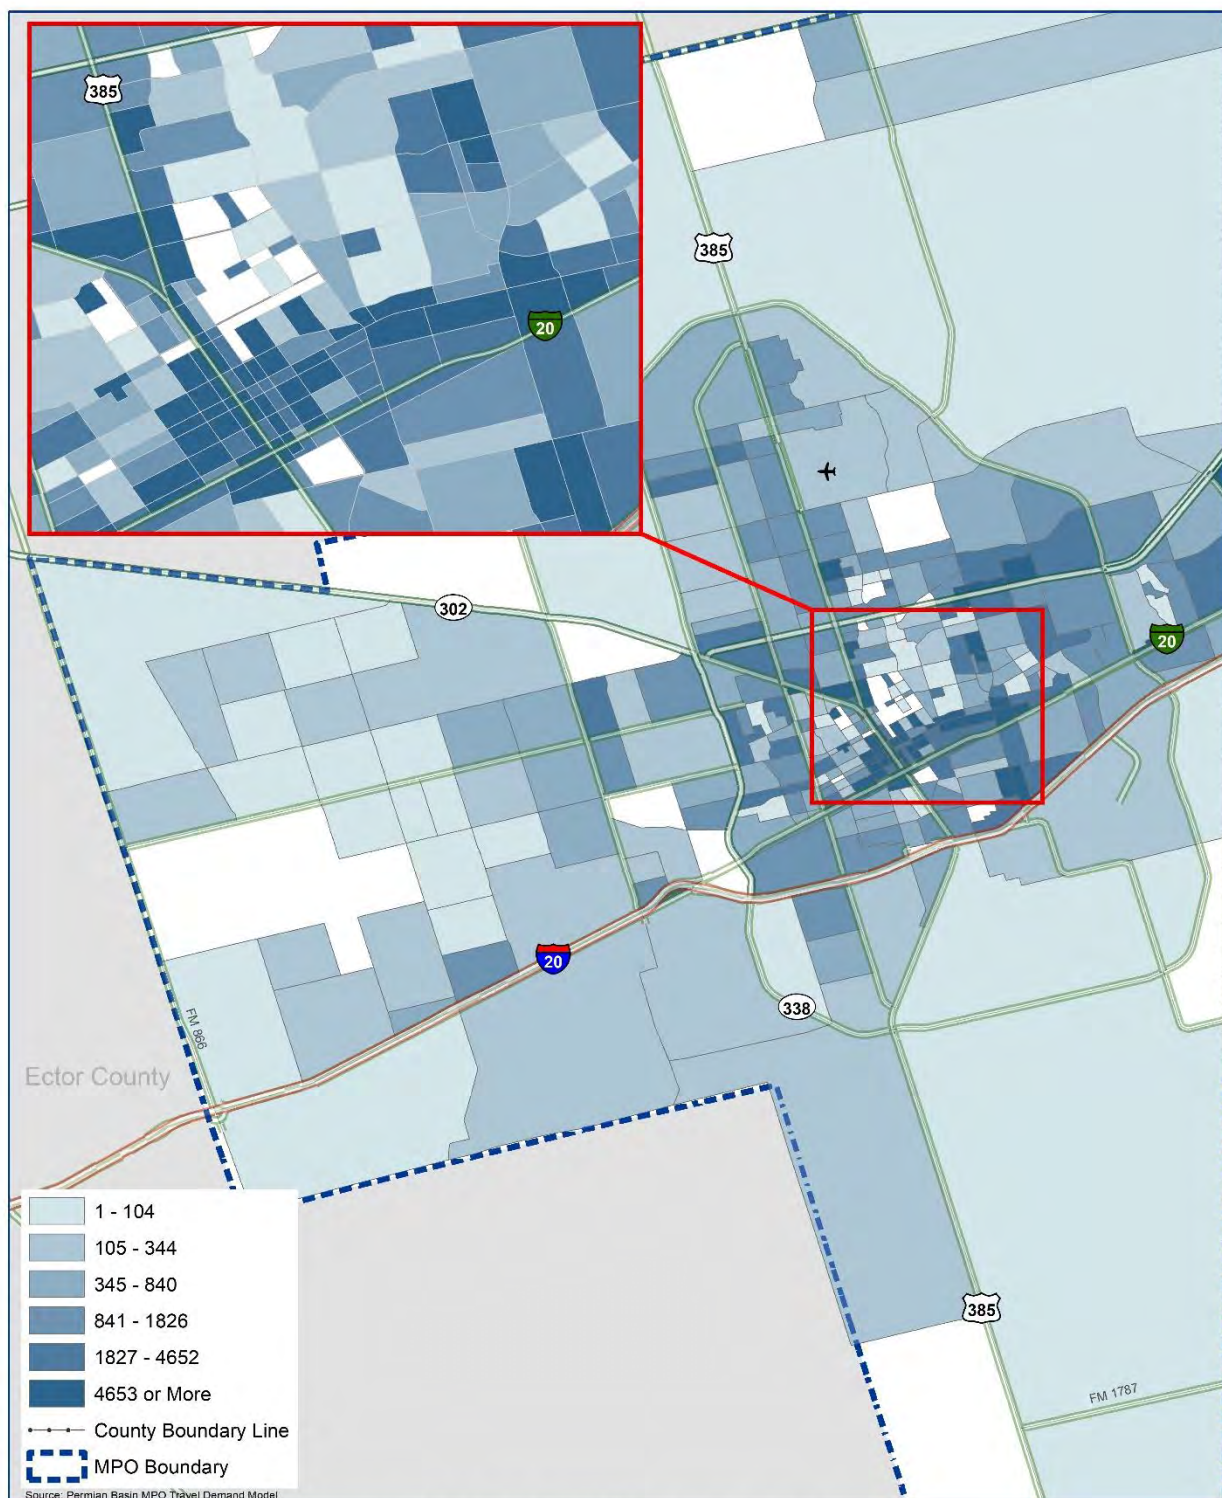 385
20
385
302
20
20
338
FM 866
Ector County
385
FM 1787
1 - 104
105 - 344
345 - 840
841 - 1826
1827 - 4652
4653 or More
County Boundary Line
MPO Boundary
Source: Permian Basin MPO Travel Demand Model